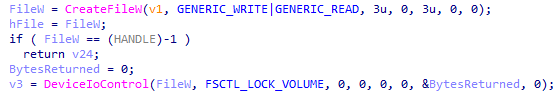 FileW = CreateFileW(v1, GENERIC_WRITE|GENERIC_READ, 3u, 0, 3u, 0, 0);
hFile = FileW;
if ( FileW == (HANDLE)-1 )
return v24;
BytesReturned = 0;
v3 = DeviceIoControl(FileW, FSCTL_LOCK_VOLUME, 0, 0, 0, 0, &BytesReturned, 0);